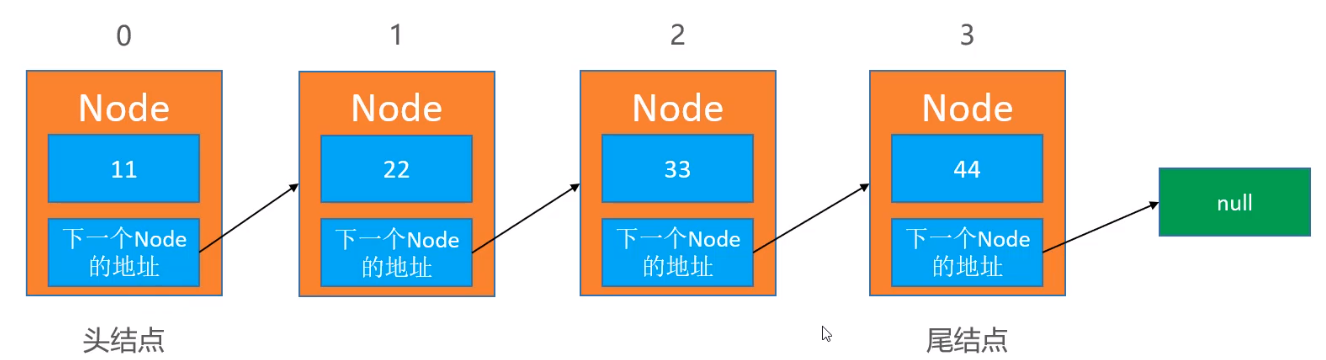 0 1 2 3
Node Node Node Node
11 22 33 44
null
下一个Node 下一个Node 下一个Node 下一个Node
的地址 的地址 的地址 的地址
头结点 尾结点